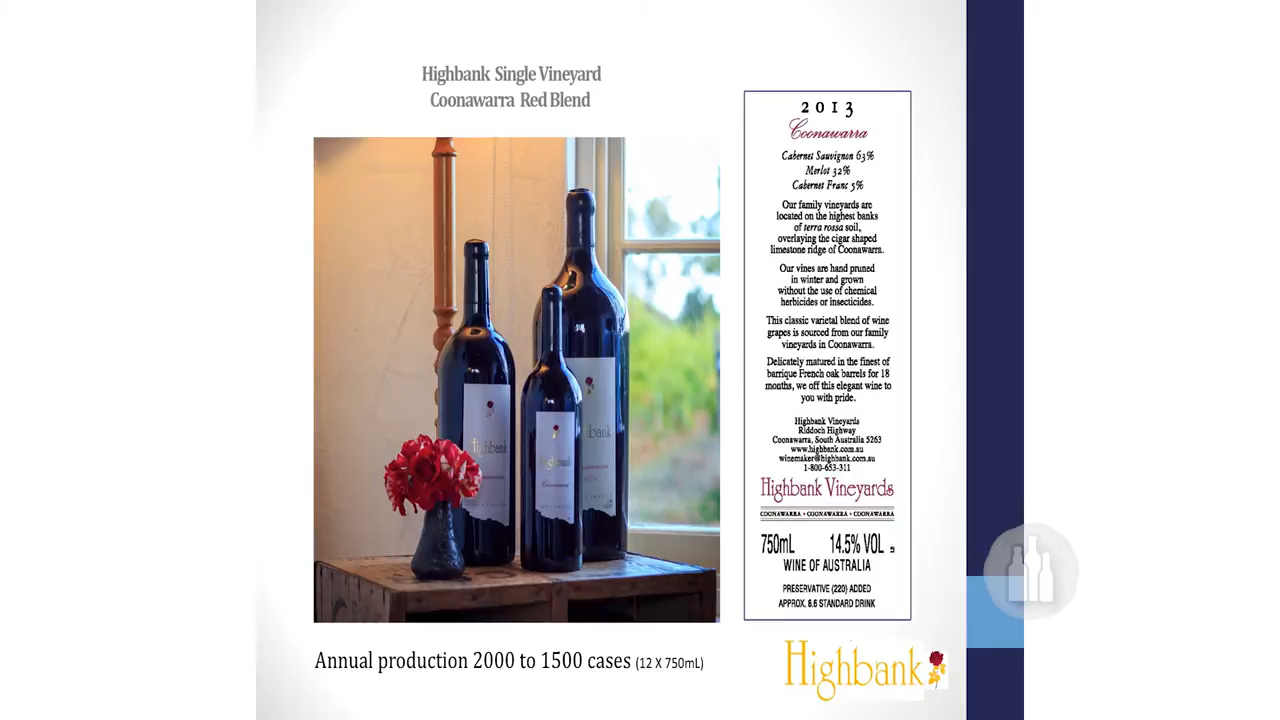 Highbank Single Vineyard
Coonawarra Red Blend
2013
Coonawarra
Cabernet Sauvignon 63%
Merlot 32%
Cabernet Franc 5%
Our family vineyards are
located on the highest banks
of terra rossa soil,
overlaying the cigar shaped
limestone ridge of Coonawarra.
Our vines are hand pruned
in winter and grown
without the use of chemical
herbicides or insecticides.
This classic varietal blend of wine
grapes is sourced from our family
vineyards in Coonawarra.
Delicately matured in the finest of
barrique French oak barrels for 18
months, we off this elegant wine to
you with pride.
Highbank Vineyards
Riddoch Highway
Coonawarra, South Australia 5263
www.highbank.com.au
winemaker@highbank.com.au
1-800-653-311
Highbank Vineyards
COONAWARRA • COONAWARRA • COONAWARRA
750mL 14.5% VOL
WINE OF AUSTRALIA
PRESERVATIVE (220) ADDED
APPROX. 8.6 STANDARD DRINK
Highbank
Highbank
Coonawarra
Annual production 2000 to 1500 cases (12 X 750mL)
Highbank